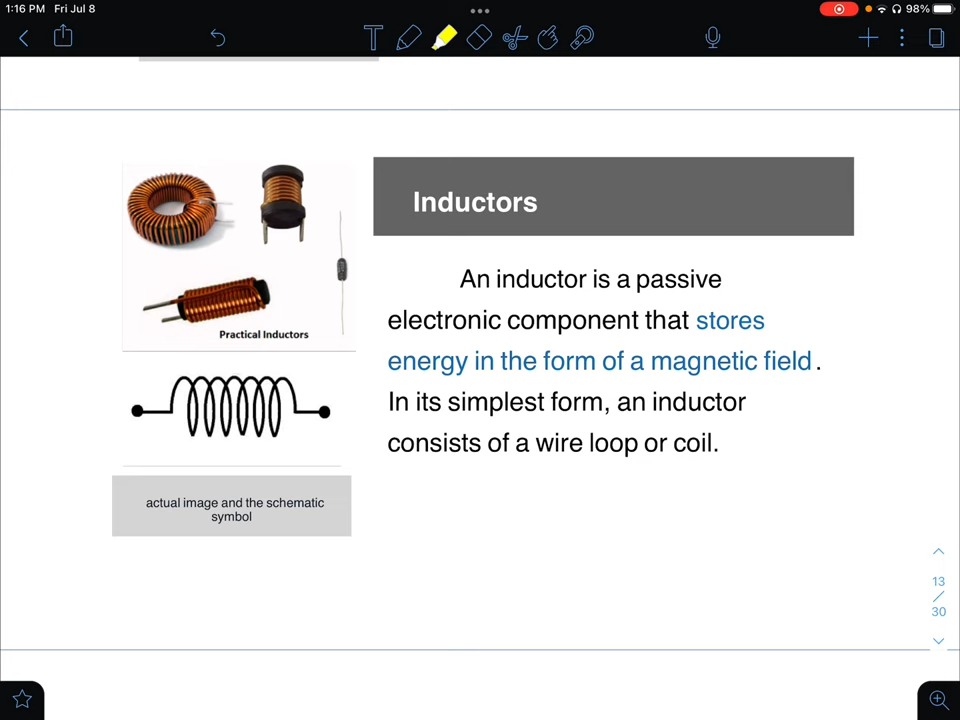 1:16 PM Fri Jul 8
98%
Inductors
An inductor is a passive
electronic component that stores
energy in the form of a magnetic field.
In its simplest form, an inductor
consists of a wire loop or coil.
Practical Inductors
actual image and the schematic
symbol
13
/
30